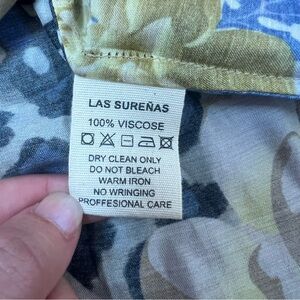 LAS SUREÑAS
100% VISCOSE
DRY CLEAN ONLY
DO NOT BLEACH
WARM IRON
NO WRINGING
PROFFESIONAL CARE